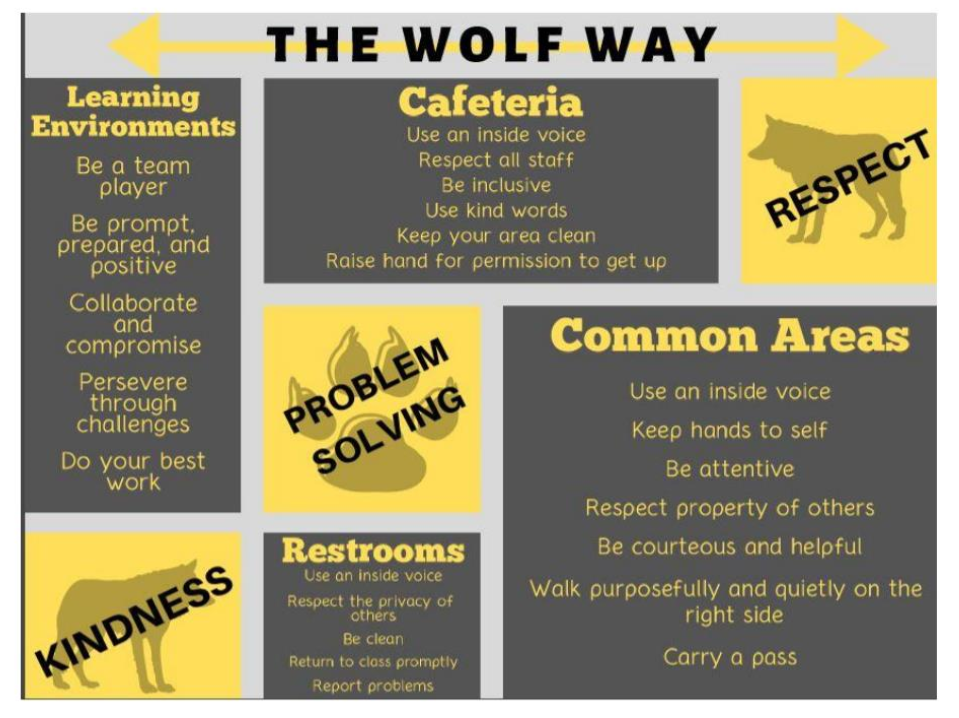 THE WOLF WAY
Learning
Environments
Be a team
player
Be prompt,
prepared, and
positive
Collaborate
and
compromise
Persevere
through
challenges
Do your best
work
Cafeteria
Use an inside voice
Respect all staff
Be inclusive
Use kind words
Keep your area clean
Raise hand for permission to get up
RESPECT
PROBLEM
SOLVING
Common Areas
Use an inside voice
Keep hands to self
Be attentive
Respect property of others
Be courteous and helpful
Walk purposefully and quietly on the
right side
Carry a pass
KINDNESS
Restrooms
Use an inside voice
Respect the privacy of
others
Be clean
Return to class promptly
Report problems